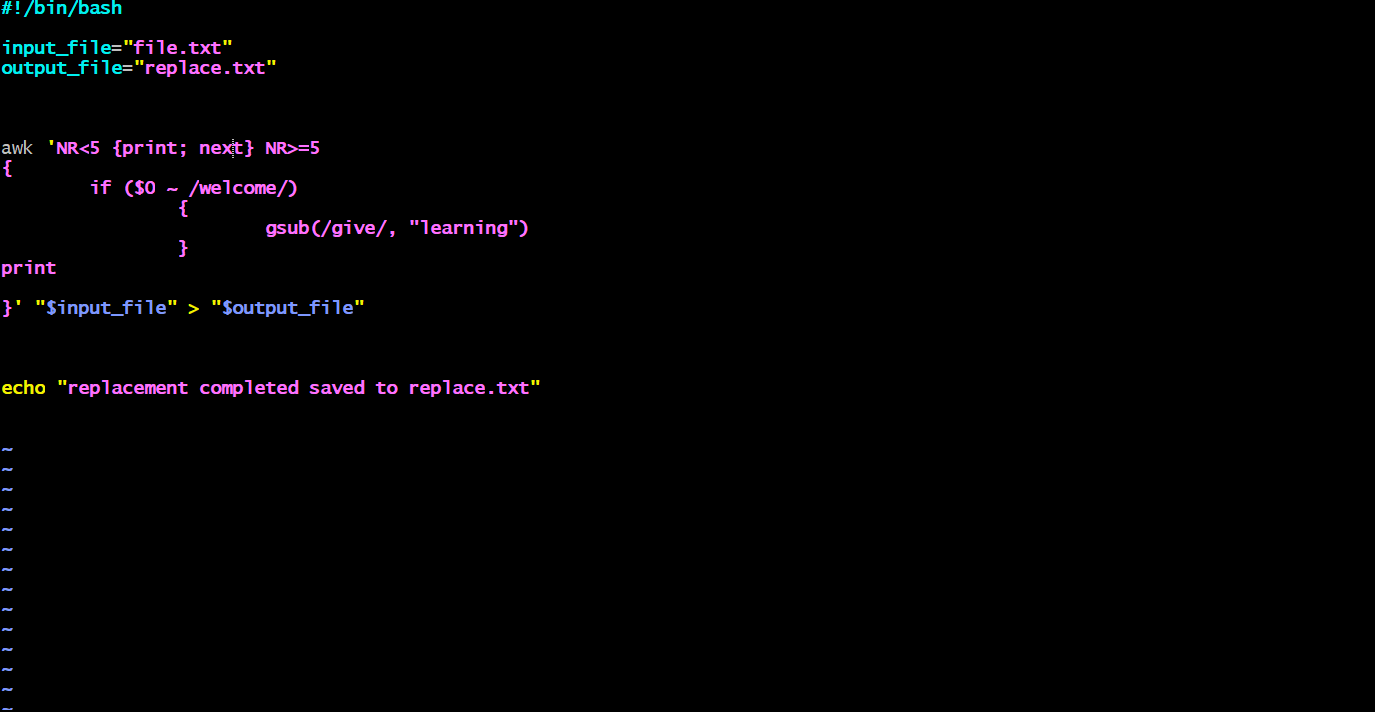 #!/bin/bash
input_file="file.txt"
output_file="replace.txt"
awk 'NR<5 {print; next} NR>=5
{
if ($0 ~ /welcome/)
{
gsub(/give/, "learning")
}
print
}' "$input_file" > "$output_file"
echo "replacement completed saved to replace.txt"
~
~
~
~
~
~
~
~
~
~
~
~
~
~